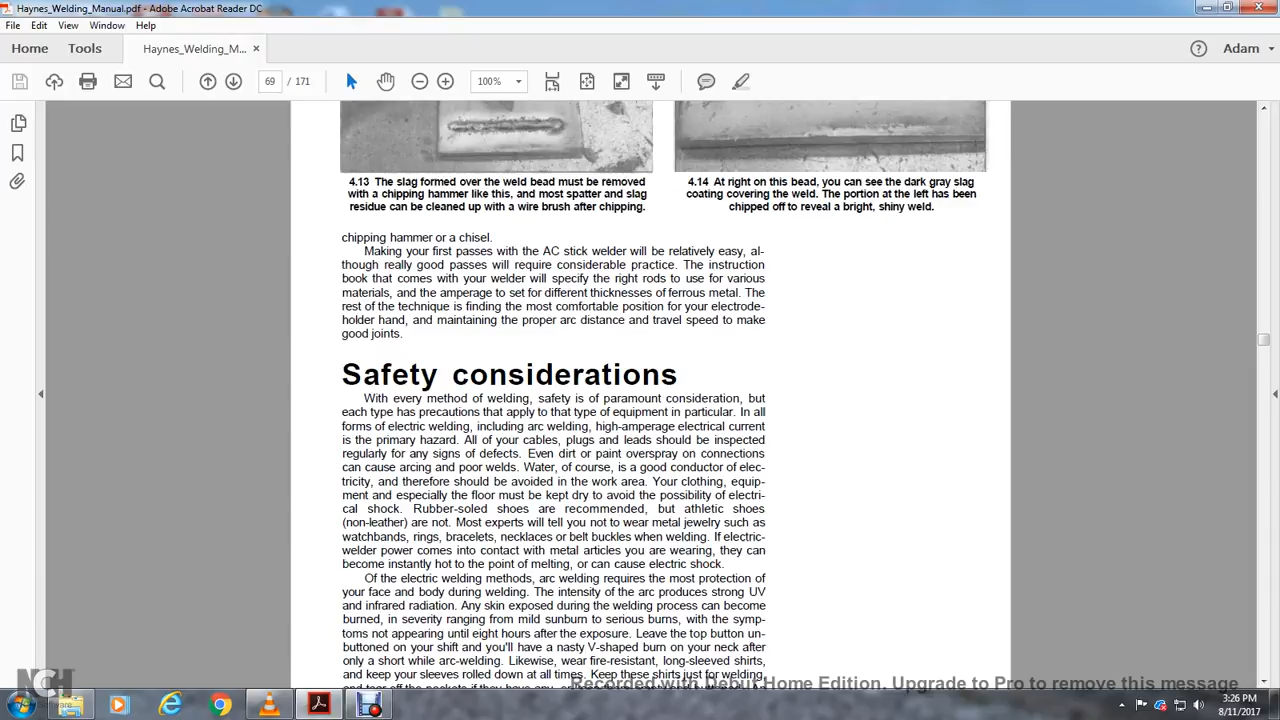 Haynes_Welding_Manual.pdf - Adobe Acrobat Reader DC
File Edit View Window Help
Home Tools Haynes_Welding_M... × Adam
69 / 171 100%
4.13 The slag formed over the weld bead must be removed
with a chipping hammer like this, and most spatter and slag
residue can be cleaned up with a wire brush after chipping.
4.14 At right on this bead, you can see the dark gray slag
coating covering the weld. The portion at the left has been
chipped off to reveal a bright, shiny weld.
chipping hammer or a chisel.
Making your first passes with the AC stick welder will be relatively easy, al-
though really good passes will require considerable practice. The instruction
book that comes with your welder will specify the right rods to use for various
materials, and the amperage to set for different thicknesses of ferrous metal. The
rest of the technique is finding the most comfortable position for your electrode-
holder hand, and maintaining the proper arc distance and travel speed to make
good joints.
Safety considerations
With every method of welding, safety is of paramount consideration, but
each type has precautions that apply to that type of equipment in particular. In all
forms of electric welding, including arc welding, high-amperage electrical current
is the primary hazard. All of your cables, plugs and leads should be inspected
regularly for any signs of defects. Even dirt or paint overspray on connections
can cause arcing and poor welds. Water, of course, is a good conductor of elec-
tricity, and therefore should be avoided in the work area. Your clothing, equip-
ment and especially the floor must be kept dry to avoid the possibility of electri-
cal shock. Rubber-soled shoes are recommended, but athletic shoes
(non-leather) are not. Most experts will tell you not to wear metal jewelry such as
watchbands, rings, bracelets, necklaces or belt buckles when welding. If electric-
welder power comes into contact with metal articles you are wearing, they can
become instantly hot to the point of melting, or can cause electric shock.
Of the electric welding methods, arc welding requires the most protection of
your face and body during welding. The intensity of the arc produces strong UV
and infrared radiation. Any skin exposed during the welding process can become
burned, in severity ranging from mild sunburn to serious burns, with the symp-
toms not appearing until eight hours after the exposure. Leave the top button un-
buttoned on your shift and you'll have a nasty V-shaped burn on your neck after
only a short while arc-welding. Likewise, wear fire-resistant, long-sleeved shirts,
and keep your sleeves rolled down at all times. Keep these shirts just for welding,
NCH
Recorded with Debut Home Edition. Upgrade to Pro to remove this message
3:26 PM
8/11/2017